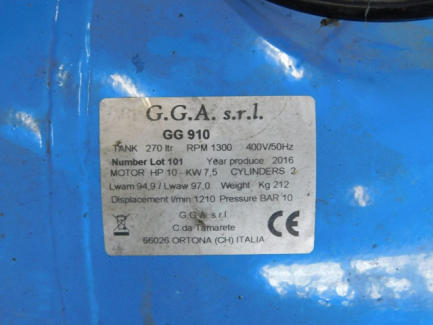 G.G.A. s.r.l.
GG 910
TANK 270 ltr RPM 1300 400V/50Hz
Number Lot 101 Year produce 2016
MOTOR HP 10 - KW 7,5 CYLINDERS 2
Lwam 94,9 / Lwaw 97,0 Weight Kg 212
Displacement l/min 1210 Pressure BAR 10
G.G.A. s.r.l.
C.da Tamarete
66026 ORTONA (CH) ITALIA
CE